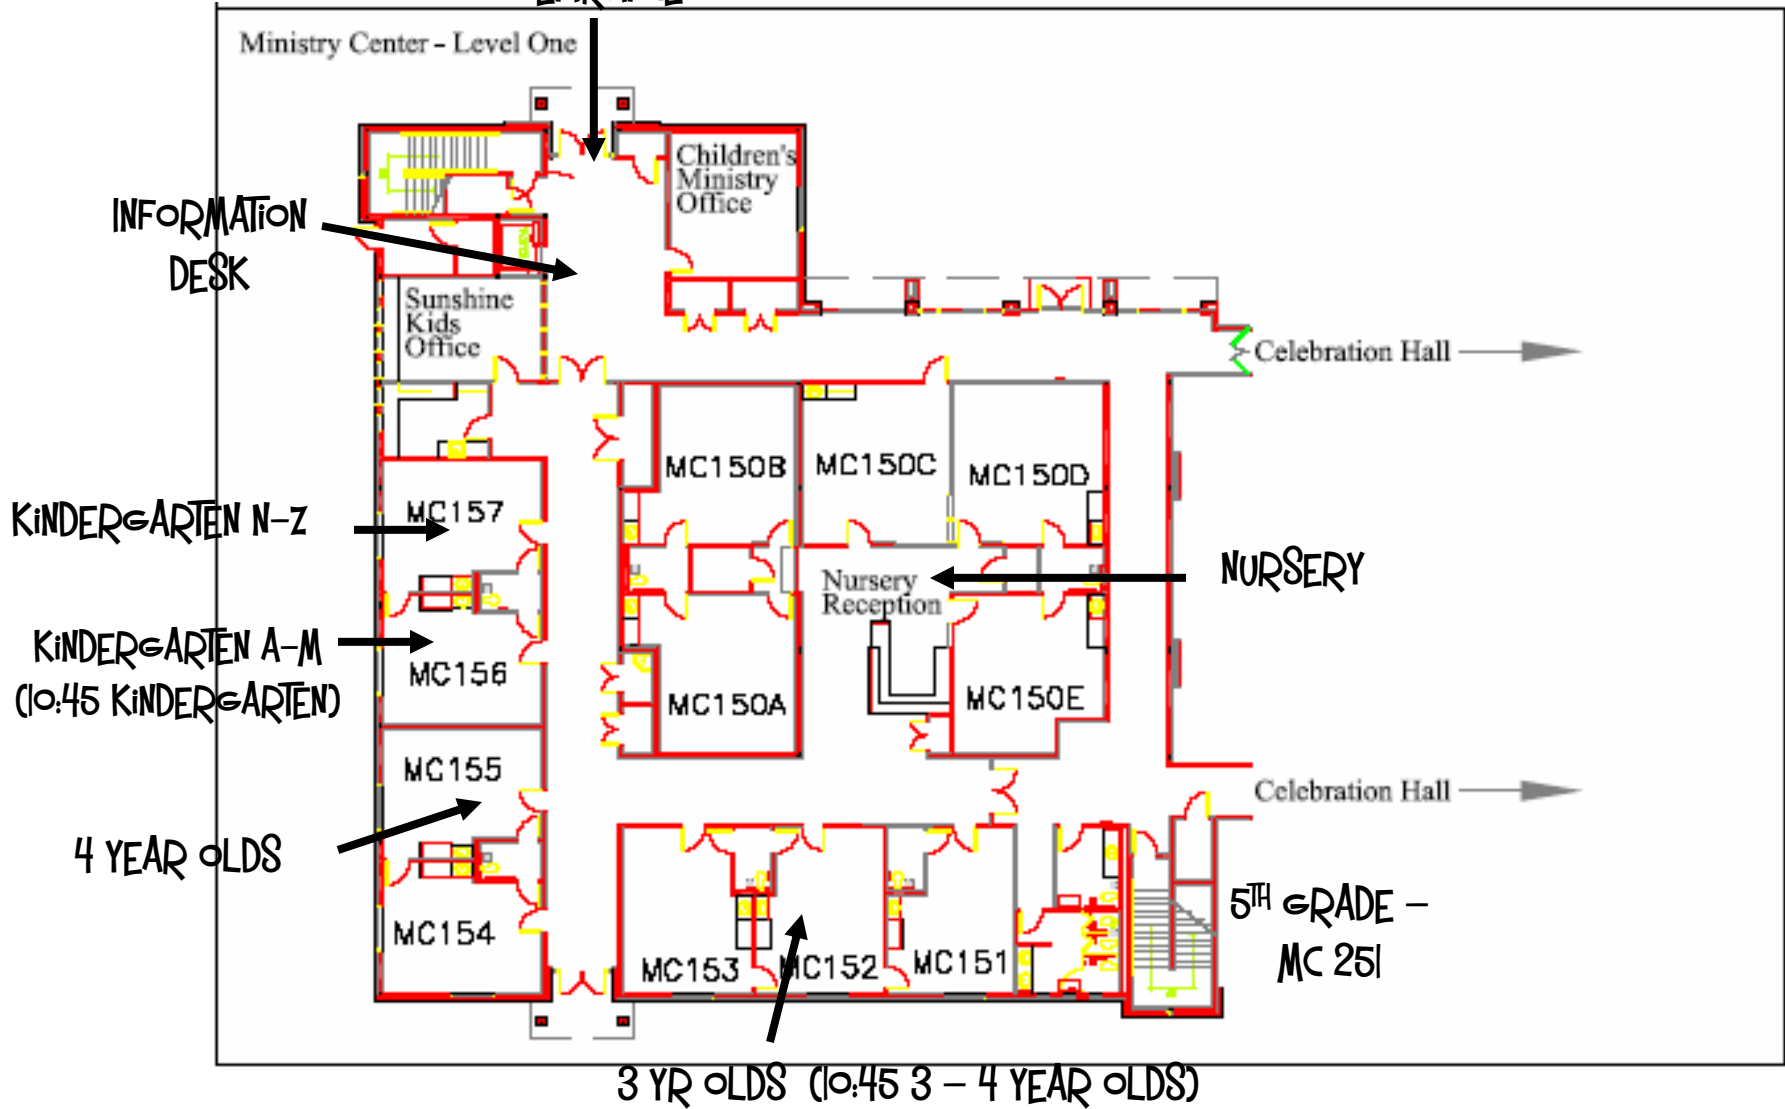 Ministry Center - Level One
Children's
Ministry
Office
INFORMATION
DESK
Sunshine
Kids
Office
Celebration Hall
MC150B
MC150C
MC150D
KINDERGARTEN N-Z
MC157
Nursery
Reception
NURSERY
KINDERGARTEN A-M
(10:45 KINDERGARTEN)
MC156
MC150A
MC150E
MC155
Celebration Hall
4 YEAR OLDS
MC154
MC153
MC152
MC151
5TH GRADE –
MC 251
3 YR OLDS (10:45 3 – 4 YEAR OLDS)